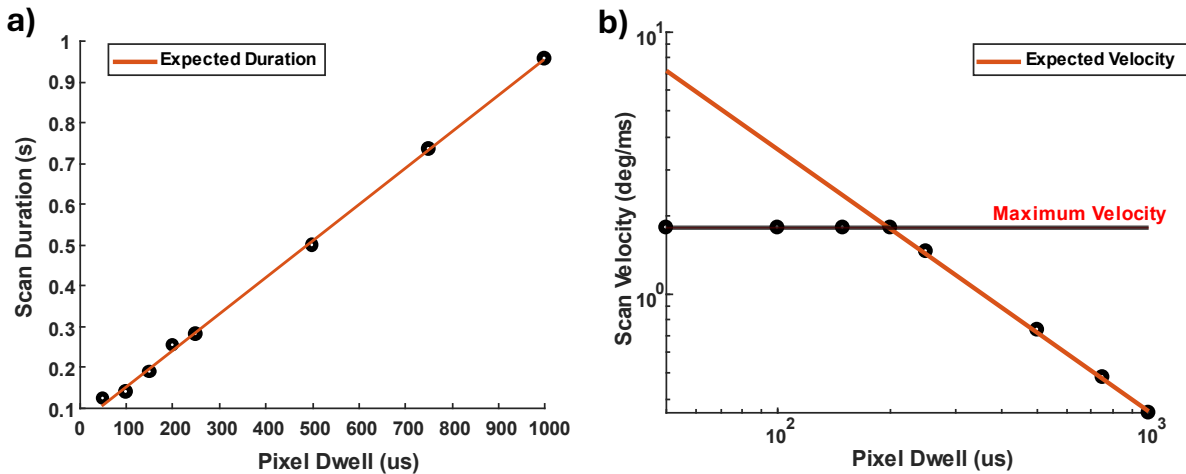 a)
Expected Duration
Scan Duration (s)
1
0.9
0.8
0.7
0.6
0.5
0.4
0.3
0.2
0.1
0 100 200 300 400 500 600 700 800 900 1000
Pixel Dwell (us)
b)
Expected Velocity
Scan Velocity (deg/ms)
10¹
10⁰
Maximum Velocity
10² 10³
Pixel Dwell (us)